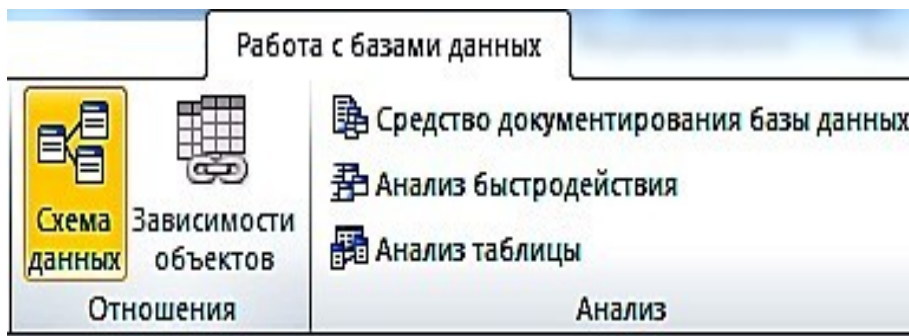 Работа с базами данных
Схема данных
Зависимости объектов
Отношения
Средство документирования базы данных
Анализ быстродействия
Анализ таблицы
Анализ